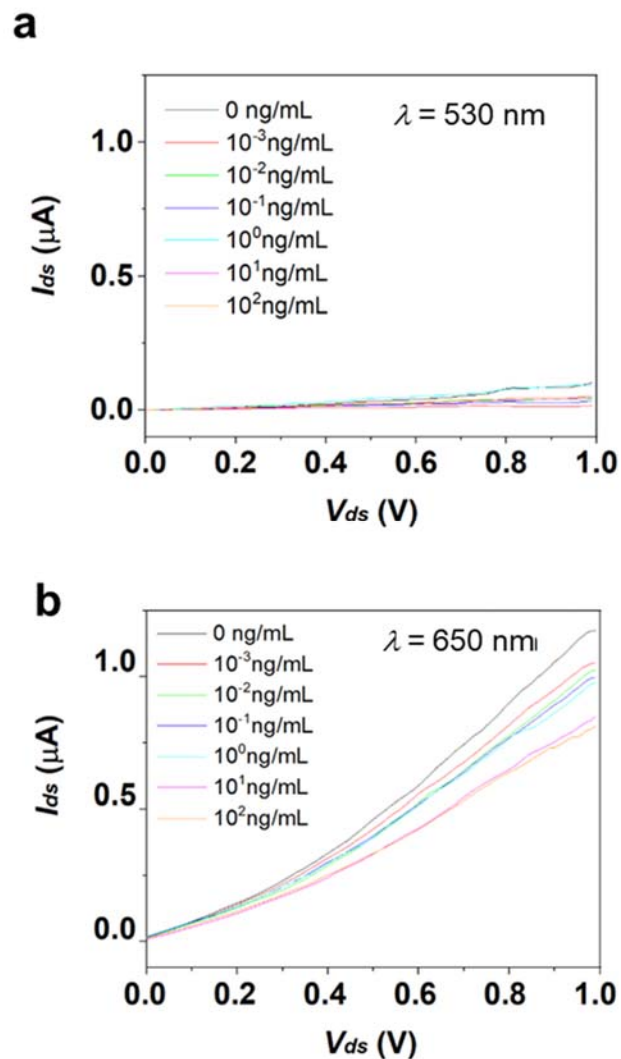 a
0 ng/mL
λ = 530 nm
10⁻³ng/mL
10⁻²ng/mL
10⁻¹ng/mL
10⁰ng/mL
10¹ng/mL
10²ng/mL
1.0
0.5
0.0
Ids (µA)
0.0 0.2 0.4 0.6 0.8 1.0
Vds (V)
b
0 ng/mL
λ = 650 nm
10⁻³ng/mL
10⁻²ng/mL
10⁻¹ng/mL
10⁰ng/mL
10¹ng/mL
10²ng/mL
1.0
0.5
0.0
Ids (µA)
0.0 0.2 0.4 0.6 0.8 1.0
Vds (V)